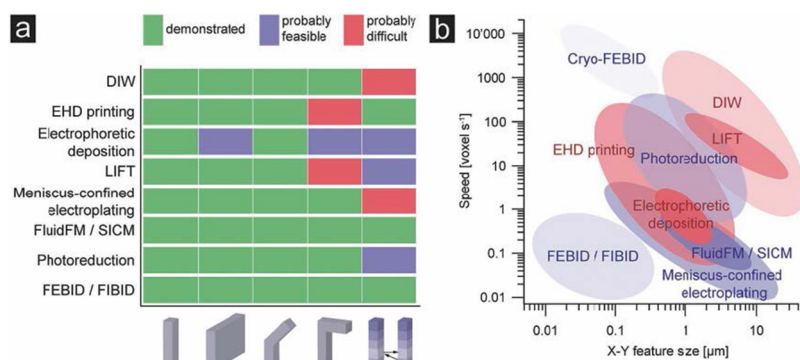 a
demonstrated
probably
feasible
probably
difficult
DIW
EHD printing
Electrophoretic
deposition
LIFT
Meniscus-confined
electroplating
FluidFM / SICM
Photoreduction
FEBID / FIBID
b
Speed [voxel s⁻¹]
10'000
1000
100
10
1
0.1
0.01
Cryo-FEBID
DIW
LIFT
EHD printing
Photoreduction
Electrophoretic
deposition
FEBID / FIBID
FluidFM / SICM
Meniscus-confined
electroplating
0.01
0.1
1
10
X-Y feature size [µm]